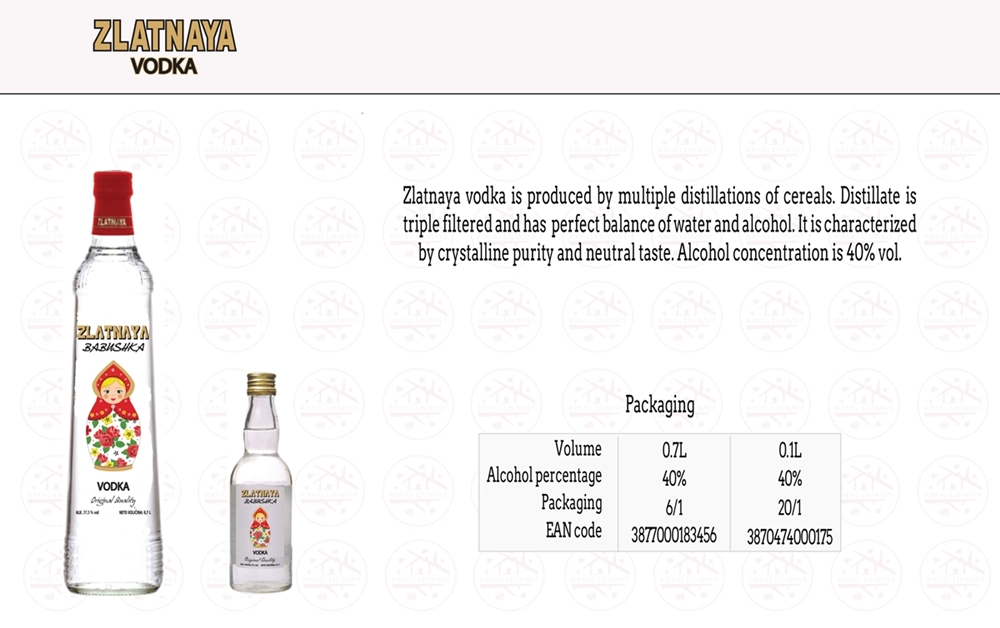 ZLATNAYA
VODKA
Zlatnaya vodka is produced by multiple distillations of cereals. Distillate is
triple filtered and has perfect balance of water and alcohol. It is characterized
by crystalline purity and neutral taste. Alcohol concentration is 40% vol.
ZLATNAYA
ZLATNAYA
BABUSHKA
VODKA
Original Quality
ALK. 37,5 % vol NETO KOLIČINA: 0,7 L
ZLATNAYA
BABUSHKA
VODKA
Original Quality
Packaging
Volume 0.7L 0.1L
Alcohol percentage 40% 40%
Packaging 6/1 20/1
EAN code 3877000183456 3870474000175